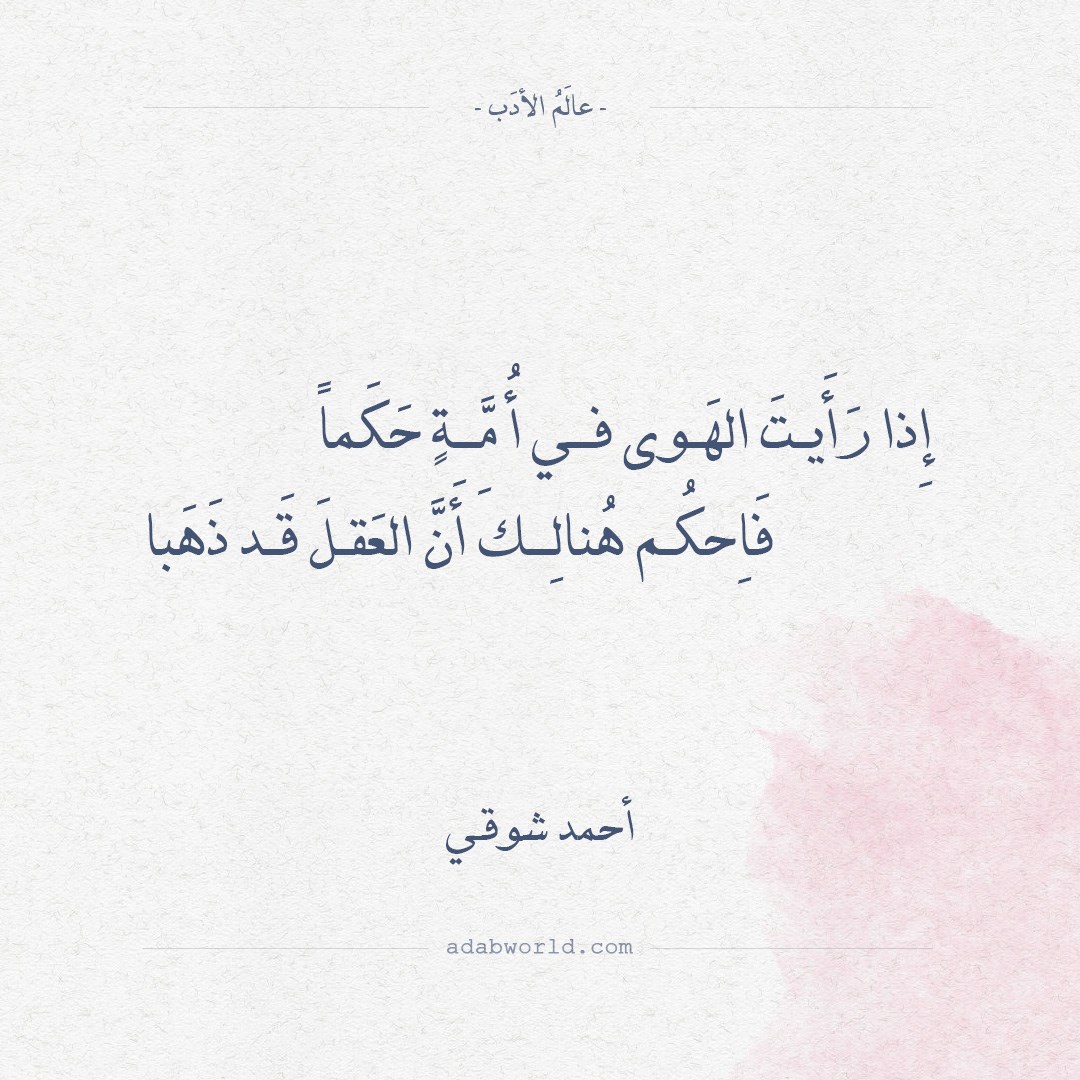 - عالَمُ الأدَب -
إِذا رَأَيتَ الهَوى في أُمَّةٍ حَكَماً
فَاِحكُم هُنالِكَ أَنَّ العَقلَ قَد ذَهَبا
أحمد شوقي
adabworld.com